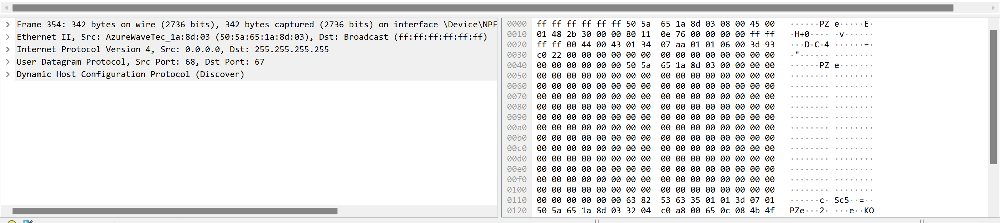 Frame 354: 342 bytes on wire (2736 bits), 342 bytes captured (2736 bits) on interface \Device\NPF
Ethernet II, Src: AzureWaveTec_1a:8d:03 (50:5a:65:1a:8d:03), Dst: Broadcast (ff:ff:ff:ff:ff:ff)
Internet Protocol Version 4, Src: 0.0.0.0, Dst: 255.255.255.255
User Datagram Protocol, Src Port: 68, Dst Port: 67
Dynamic Host Configuration Protocol (Discover)
0000 ff ff ff ff ff ff 50 5a 65 1a 8d 03 08 00 45 00 ······PZ e·····E·
0010 01 48 2b 30 00 00 80 11 0e 76 00 00 00 00 ff ff ·H+0···· ·v······
0020 ff ff 00 44 00 43 01 34 07 aa 01 01 06 00 3d 93 ···D·C·4 ······=·
0030 c0 22 00 00 00 00 00 00 00 00 00 00 00 00 00 00 ·"······ ········
0040 00 00 00 00 00 00 50 5a 65 1a 8d 03 00 00 00 00 ······PZ e·······
0050 00 00 00 00 00 00 00 00 00 00 00 00 00 00 00 00 ········ ········
0060 00 00 00 00 00 00 00 00 00 00 00 00 00 00 00 00 ········ ········
0070 00 00 00 00 00 00 00 00 00 00 00 00 00 00 00 00 ········ ········
0080 00 00 00 00 00 00 00 00 00 00 00 00 00 00 00 00 ········ ········
0090 00 00 00 00 00 00 00 00 00 00 00 00 00 00 00 00 ········ ········
00a0 00 00 00 00 00 00 00 00 00 00 00 00 00 00 00 00 ········ ········
00b0 00 00 00 00 00 00 00 00 00 00 00 00 00 00 00 00 ········ ········
00c0 00 00 00 00 00 00 00 00 00 00 00 00 00 00 00 00 ········ ········
00d0 00 00 00 00 00 00 00 00 00 00 00 00 00 00 00 00 ········ ········
00e0 00 00 00 00 00 00 00 00 00 00 00 00 00 00 00 00 ········ ········
00f0 00 00 00 00 00 00 00 00 00 00 00 00 00 00 00 00 ········ ········
0100 00 00 00 00 00 00 00 00 00 00 00 00 00 00 00 00 ········ ········
0110 00 00 00 00 00 00 63 82 53 63 35 01 01 3d 07 01 ······c· Sc5··=··
0120 50 5a 65 1a 8d 03 32 04 c0 a8 00 65 0c 08 4b 4f PZe···2· ···e··KO